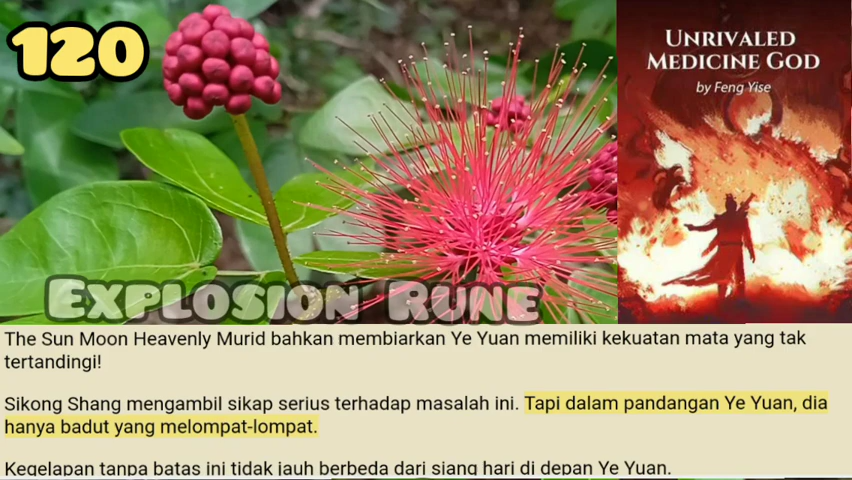 120
UNRIVALED
MEDICINE GOD
by Feng Yise
EXPLOSION RUNE
The Sun Moon Heavenly Murid bahkan membiarkan Ye Yuan memiliki kekuatan mata yang tak
tertandingi!
Sikong Shang mengambil sikap serius terhadap masalah ini. Tapi dalam pandangan Ye Yuan, dia
hanya badut yang melompat-lompat.
Kegelapan tanpa batas ini tidak jauh berbeda dari siang hari di depan Ye Yuan.